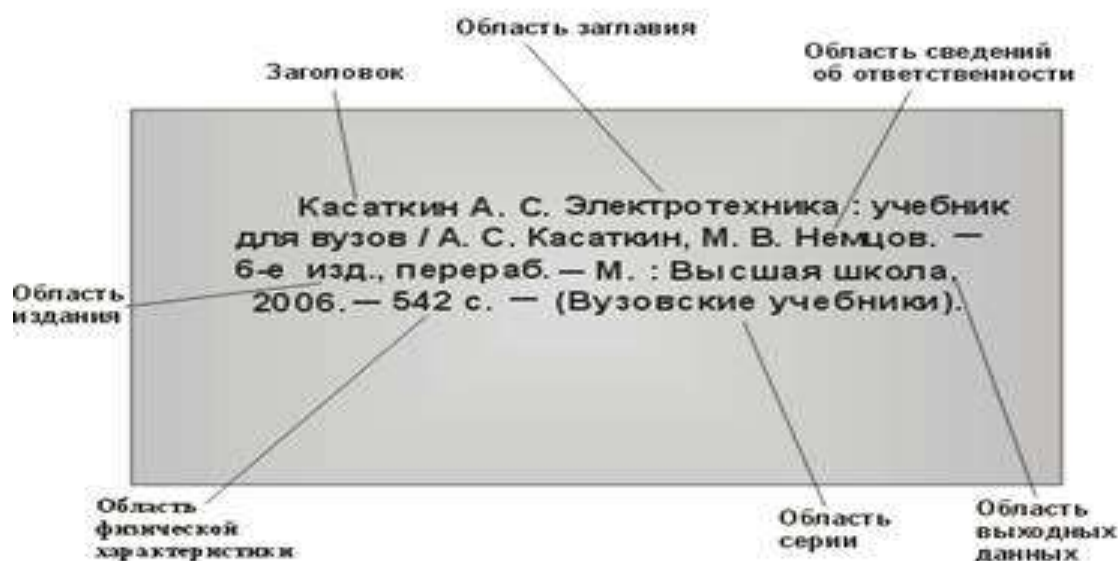 Область заглавия
Заголовок
Область сведений
об ответственности
Касаткин А. С. Электротехника : учебник
для вузов / А. С. Касаткин, М. В. Немцов. —
6-е изд., перераб. — М. : Высшая школа,
2006. — 542 с. — (Вузовские учебники).
Область
издания
Область
физической
характеристики
Область
серии
Область
выходных
данных